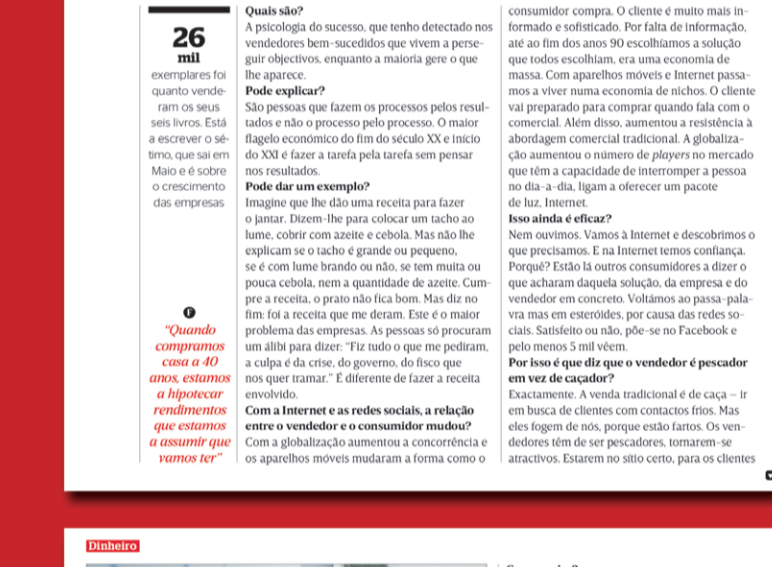 26
mil
exemplares foi
quanto vende-
ram os seus
seis livros. Está
a escrever o sé-
timo, que sai em
Maio e é sobre
o crescimento
das empresas
F
"Quando
compramos
casa a 40
anos, estamos
a hipotecar
rendimentos
que estamos
a assumir que
vamos ter"
Quais são?
A psicologia do sucesso, que tenho detectado nos
vendedores bem-sucedidos que vivem a perse-
guir objectivos, enquanto a maioria gere o que
lhe aparece.
Pode explicar?
São pessoas que fazem os processos pelos resul-
tados e não o processo pelo processo. O maior
flagelo económico do fim do século XX e início
do XXI é fazer a tarefa pela tarefa sem pensar
nos resultados.
Pode dar um exemplo?
Imagine que lhe dão uma receita para fazer
o jantar. Dizem-lhe para colocar um tacho ao
lume, cobrir com azeite e cebola. Mas não lhe
explicam se o tacho é grande ou pequeno,
se é com lume brando ou não, se tem muita ou
pouca cebola, nem a quantidade de azeite. Cum-
pre a receita, o prato não fica bom. Mas diz no
fim: foi a receita que me deram. Este é o maior
problema das empresas. As pessoas só procuram
um álibi para dizer: "Fiz tudo o que me pediram,
a culpa é da crise, do governo, do fisco que
nos quer tramar." É diferente de fazer a receita
envolvido.
Com a Internet e as redes sociais, a relação
entre o vendedor e o consumidor mudou?
Com a globalização aumentou a concorrência e
os aparelhos móveis mudaram a forma como o
consumidor compra. O cliente é muito mais in-
formado e sofisticado. Por falta de informação,
até ao fim dos anos 90 escolhíamos a solução
que todos escolhiam, era uma economia de
massa. Com aparelhos móveis e Internet passa-
mos a viver numa economia de nichos. O cliente
vai preparado para comprar quando fala com o
comercial. Além disso, aumentou a resistência à
abordagem comercial tradicional. A globaliza-
ção aumentou o número de players no mercado
que têm a capacidade de interromper a pessoa
no dia-a-dia, ligam a oferecer um pacote
de luz, Internet.
Isso ainda é eficaz?
Nem ouvimos. Vamos à Internet e descobrimos o
que precisamos. E na Internet temos confiança.
Porquê? Estão lá outros consumidores a dizer o
que acharam daquela solução, da empresa e do
vendedor em concreto. Voltámos ao passa-pala-
vra mas em esteróides, por causa das redes so-
ciais. Satisfeito ou não, põe-se no Facebook e
pelo menos 5 mil vêem.
Por isso é que diz que o vendedor é pescador
em vez de caçador?
Exactamente. A venda tradicional é de caça – ir
em busca de clientes com contactos frios. Mas
eles fogem de nós, porque estão fartos. Os ven-
dedores têm de ser pescadores, tornarem-se
atractivos. Estarem no sítio certo, para os clientes
Dinheiro